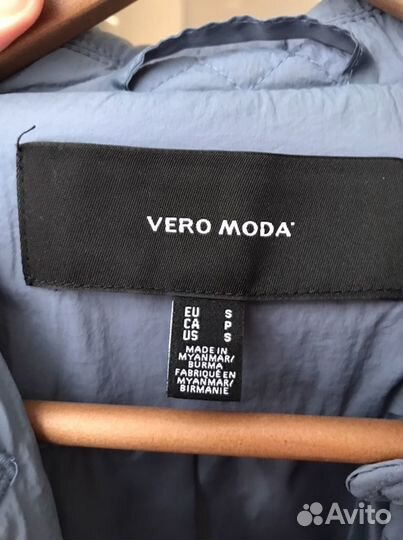 VERO MODA
EU S
CA P
US S
MADE IN
MYANMAR/
BURMA
FABRIQUÉ EN
MYANMAR/
BIRMANIE
Avito